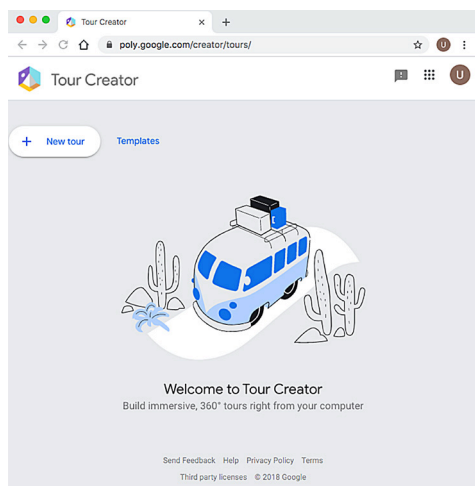 Tour Creator
poly.google.com/creator/tours/
U
Tour Creator
U
+ New tour
Templates
Welcome to Tour Creator
Build immersive, 360° tours right from your computer
Send Feedback Help Privacy Policy Terms
Third party licenses © 2018 Google